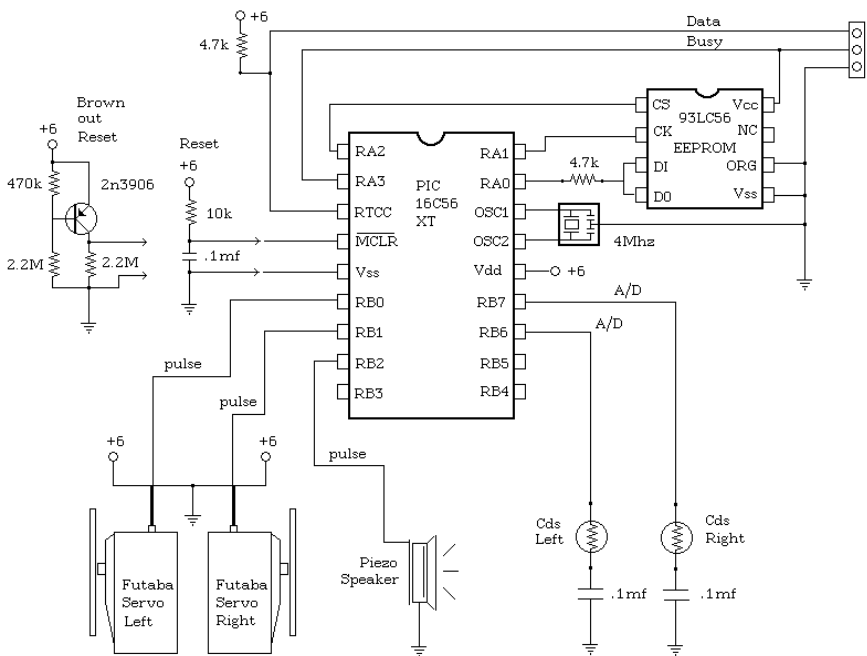 +6
4.7k
Data
Busy
Brown
out
Reset
+6
470k
2n3906
2.2M
2.2M
Reset
+6
10k
.1mf
RA2
RA3
RTCC
MCLR
Vss
RB0
RB1
RB2
RB3
PIC
16C56
XT
RA1
RA0
OSC1
OSC2
Vdd
RB7
RB6
RB5
RB4
4.7k
CS
CK
DI
DO
93LC56
EEPROM
Vcc
NC
ORG
Vss
4Mhz
+6
A/D
A/D
pulse
pulse
pulse
+6
+6
Futaba
Servo
Left
Futaba
Servo
Right
Piezo
Speaker
Cds
Left
.1mf
Cds
Right
.1mf